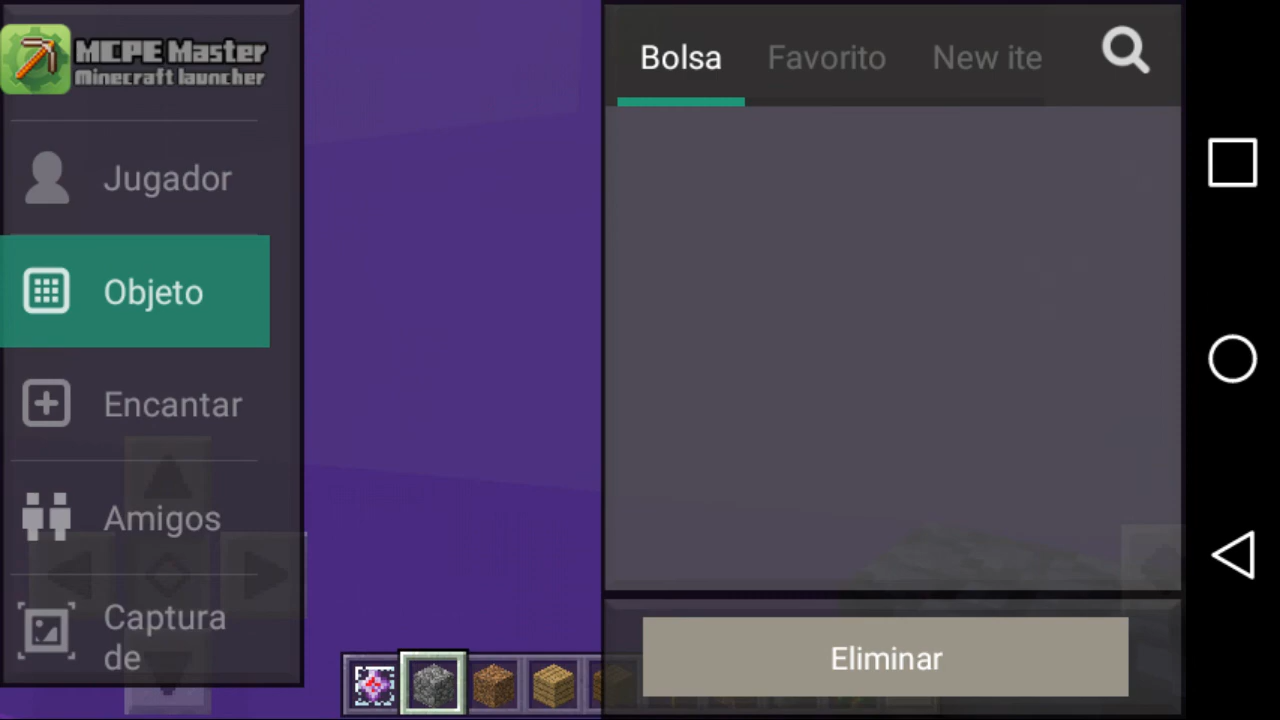 MCPE Master
Minecraft launcher
Jugador
Objeto
Encantar
Amigos
Captura
de
Bolsa Favorito New ite
Eliminar